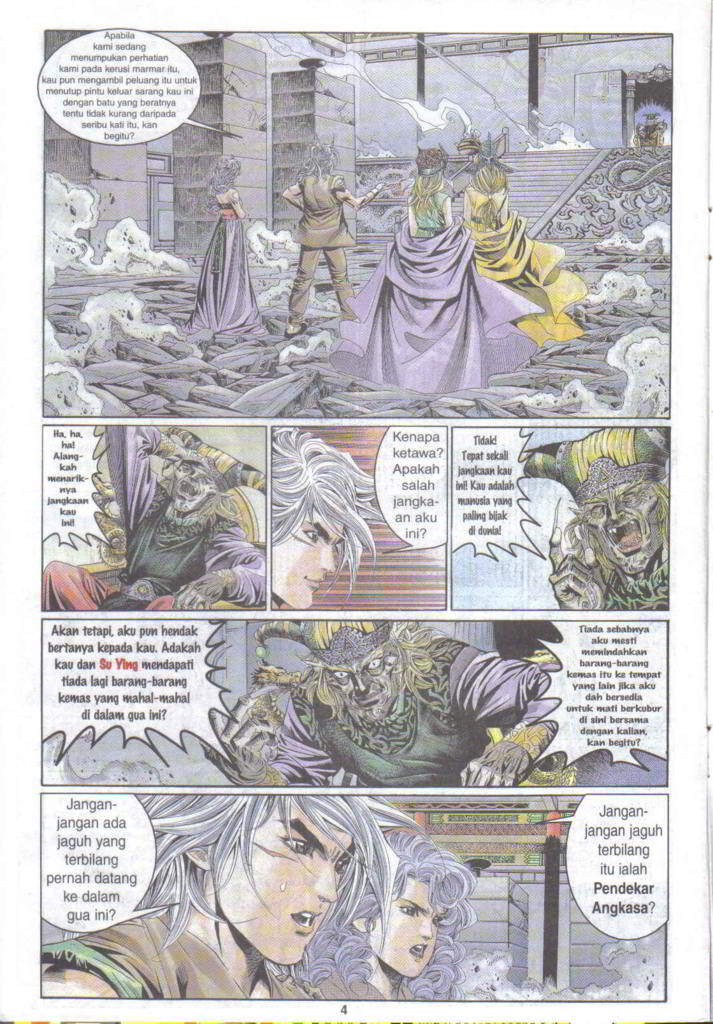 Apabila
kami sedang
menumpukan perhatian
kami pada kerusi marmar itu,
kau pun mengambil peluang itu untuk
menutup pintu keluar sarang kau ini
dengan batu yang beratnya
tentu tidak kurang daripada
seribu kati itu, kan
begitu?
Ha, ha,
ha!
Alang-
kah
menarik-
nya
jangkaan
kau
ini!
Kenapa
ketawa?
Apakah
salah
jangka-
an aku
ini?
Tidak!
Tepat sekali
jangkaan kau
ini! Kau adalah
manusia yang
paling bijak
di dunia!
Akan tetapi, aku pun hendak
bertanya kepada kau. Adakah
kau dan Su Ying mendapati
tiada lagi barang-barang
kemas yang mahal-mahal
di dalam gua ini?
Tiada sebabnya
aku mesti
memindahkan
barang-barang
kemas itu ke tempat
yang lain jika aku
dah bersedia
untuk mati berkubur
di sini bersama
dengan kalian,
kan begitu?
Jangan-
jangan ada
jaguh yang
terbilang
pernah datang
ke dalam
gua ini?
Jangan-
jangan jaguh
terbilang
itu ialah
Pendekar
Angkasa?
4